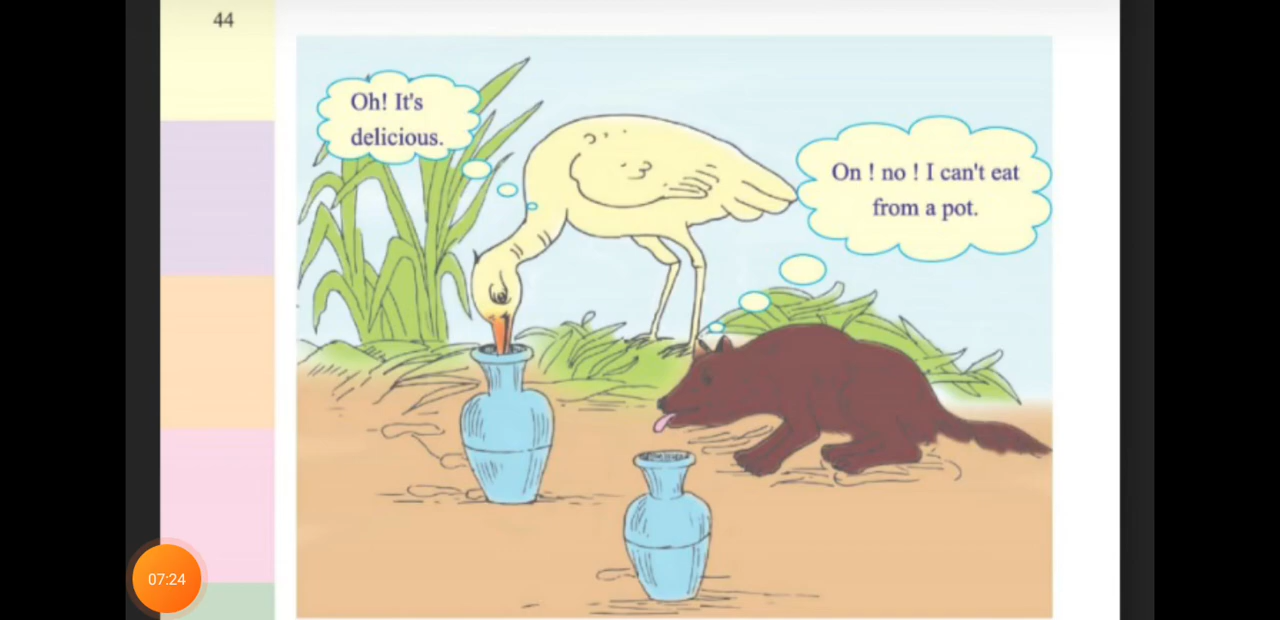 44
Oh! It's
delicious.
On ! no ! I can't eat
from a pot.
07:24